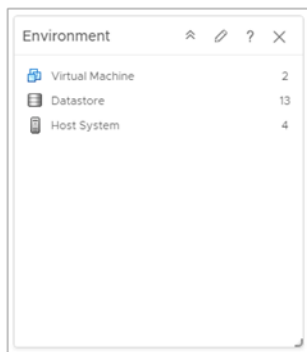 Environment ?
Virtual Machine 2
Datastore 13
Host System 4